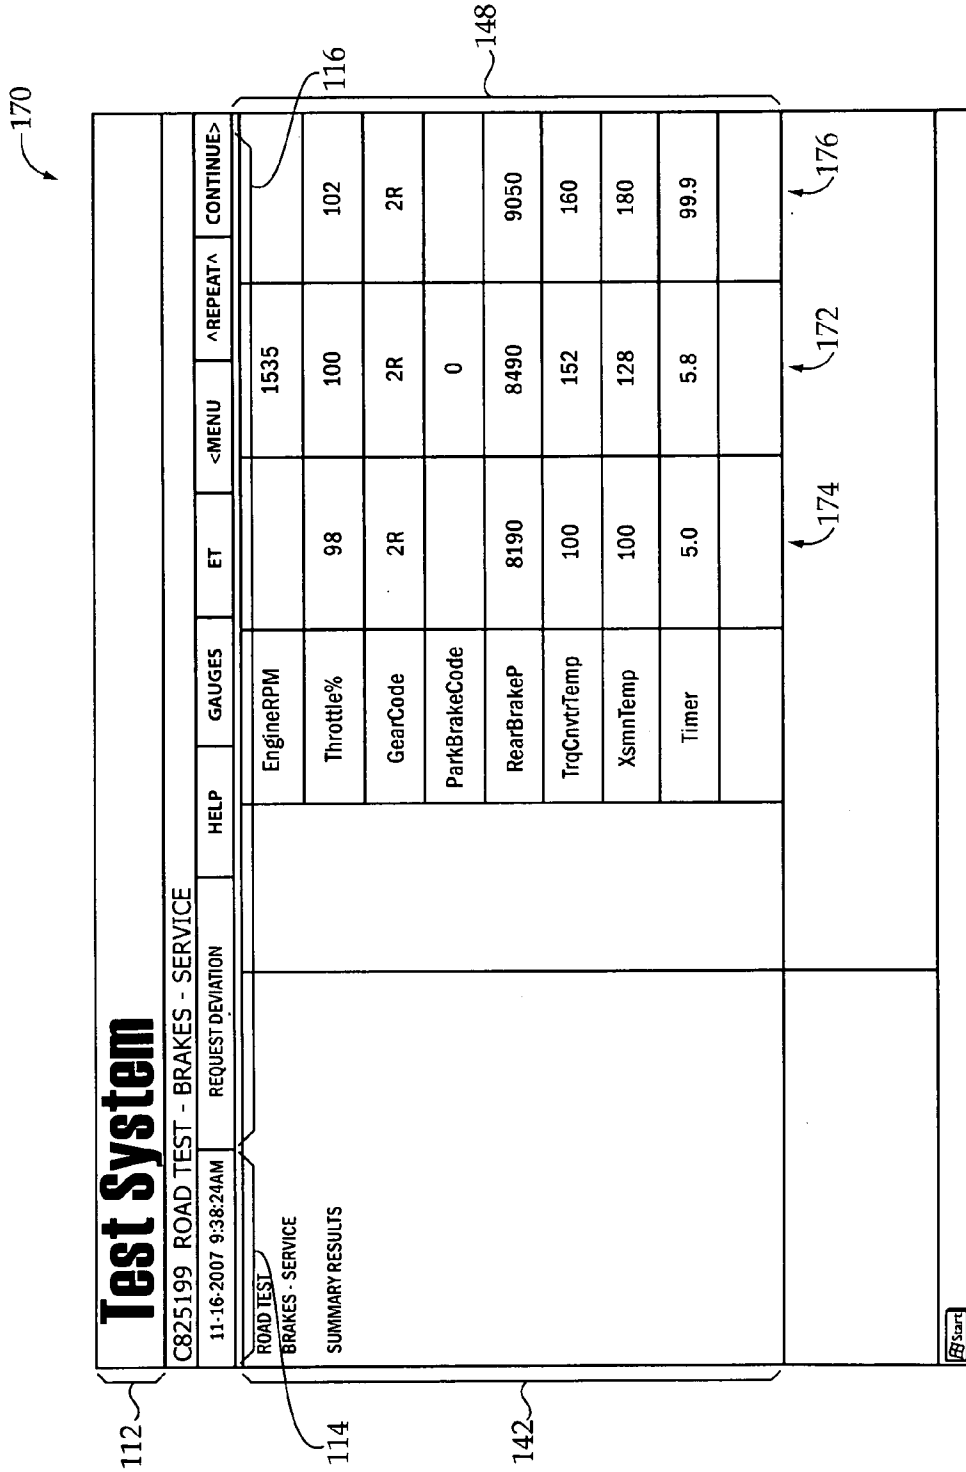 170
Test System
112
C825199 ROAD TEST - BRAKES - SERVICE
11-16-2007 9:38:24AM REQUEST DEVIATION HELP GAUGES ET <MENU ^REPEAT^ CONTINUE>
114
116
ROAD TEST
BRAKES - SERVICE
SUMMARY RESULTS
142
148
EngineRPM 1535
Throttle% 98 100 102
GearCode 2R 2R 2R
ParkBrakeCode 0
RearBrakeP 8190 8490 9050
TrqCnvtrTemp 100 152 160
XsmnTemp 100 128 180
Timer 5.0 5.8 99.9
174 172 176
Start